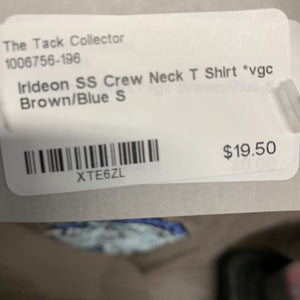 The Tack Collector
1006756-196
Irideon SS Crew Neck T Shirt *vgc
Brown/Blue S
$19.50
XTE6ZL